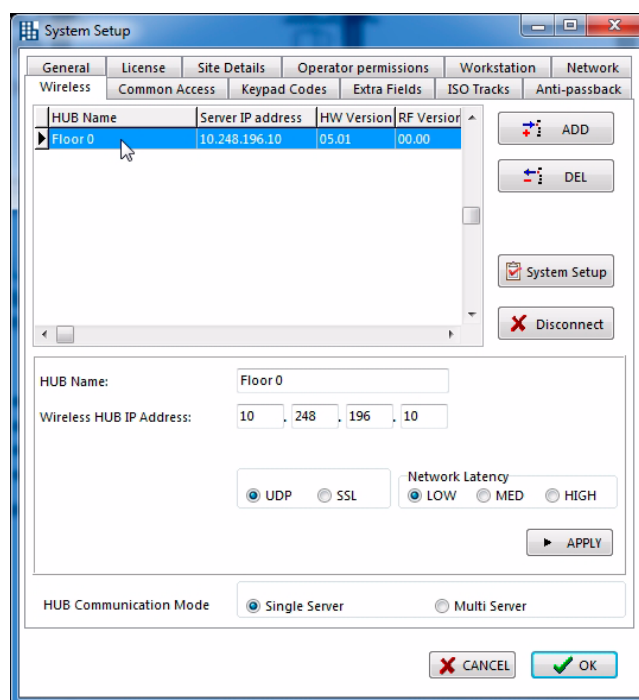 System Setup
General License Site Details Operator permissions Workstation Network
Wireless Common Access Keypad Codes Extra Fields ISO Tracks Anti-passback
HUB Name Server IP address HW Version RF Version
Floor 0 10.248.196.10 05.01 00.00
ADD
DEL
System Setup
Disconnect
HUB Name: Floor 0
Wireless HUB IP Address: 10 . 248 . 196 . 10
Network Latency
UDP SSL LOW MED HIGH
APPLY
HUB Communication Mode Single Server Multi Server
CANCEL OK